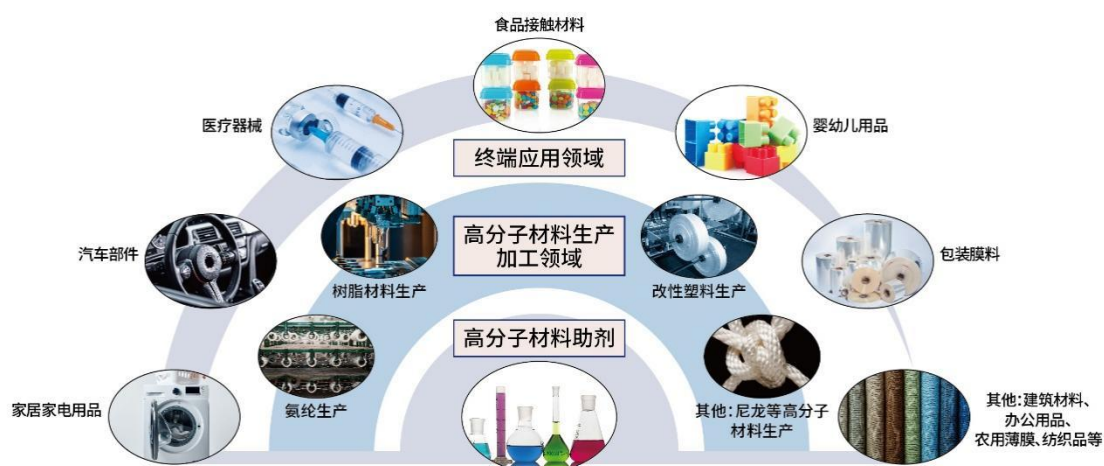 食品接触材料
医疗器械
婴幼儿用品
终端应用领域
汽车部件
高分子材料生产
加工领域
包装膜料
树脂材料生产
改性塑料生产
高分子材料助剂
家居家电用品
氨纶生产
其他：尼龙等高分子
材料生产
其他：建筑材料、
办公用品、
农用薄膜、纺织品等